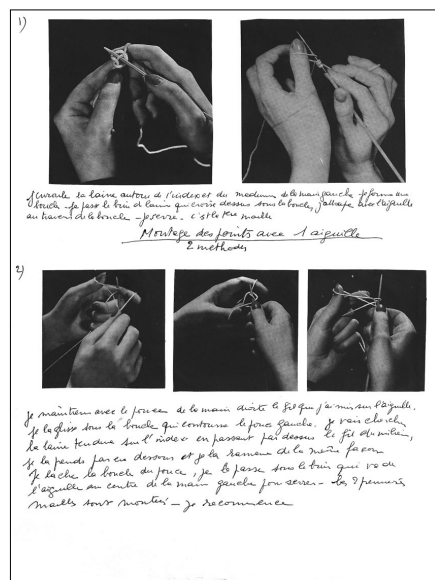 1)
J'enroule la laine autour de l'index et du medium de la main gauche je forme une
boucle - je passe le brin de laine qui croise dessus sous la boucle, j'attrape avec l'aiguille
au travers de la boucle - je serre - c'est la 1ère maille
Montage des points avec 1 aiguille
2 methodes
2)
je maintiens avec le pouce de la main droite le fil que j'ai mis sur l'aiguille.
je la glisse sous la boucle qui contourne le pouce gauche. je vais chercher
la laine tendue sur l'index en passant par dessus le fil du milieu,
je la prends par en dessous et je la ramène de la même façon
je lâche la boucle du pouce, je le passe sous le brin qui va de
l'aiguille au centre de la main gauche pour serrer - les 2 premières
mailles sont montées - je recommence